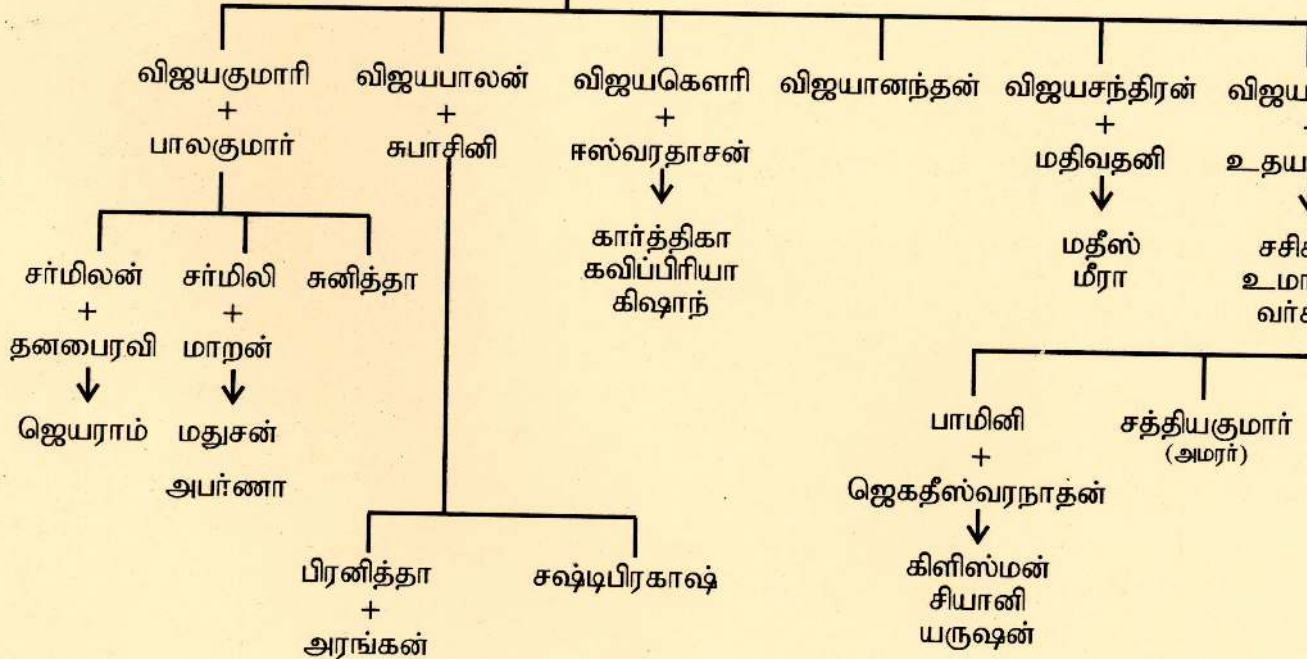 விஜயகுமாரி விஜயபாலன் விஜயகௌரி விஜயானந்தன் விஜயசந்திரன்
+ + + +
பாலகுமார் சுபாசினி ஈஸ்வரதாசன் மதிவதனி
கார்த்திகா மதீஸ்
கவிப்பிரியா மீரா
கிஷாந்
சர்மிலன் சர்மிலி சுனித்தா
+ +
தனபைரவி மாறன்
ஜெயராம் மதுசன்
அபர்ணா
பாமினி சத்தியகுமார்
+ (அமரர்)
ஜெகதீஸ்வரநாதன்
கிளிஸ்மன்
சியானி
யருஷன்
பிரனித்தா சஷ்டிபிரகாஷ்
+
அரங்கன்